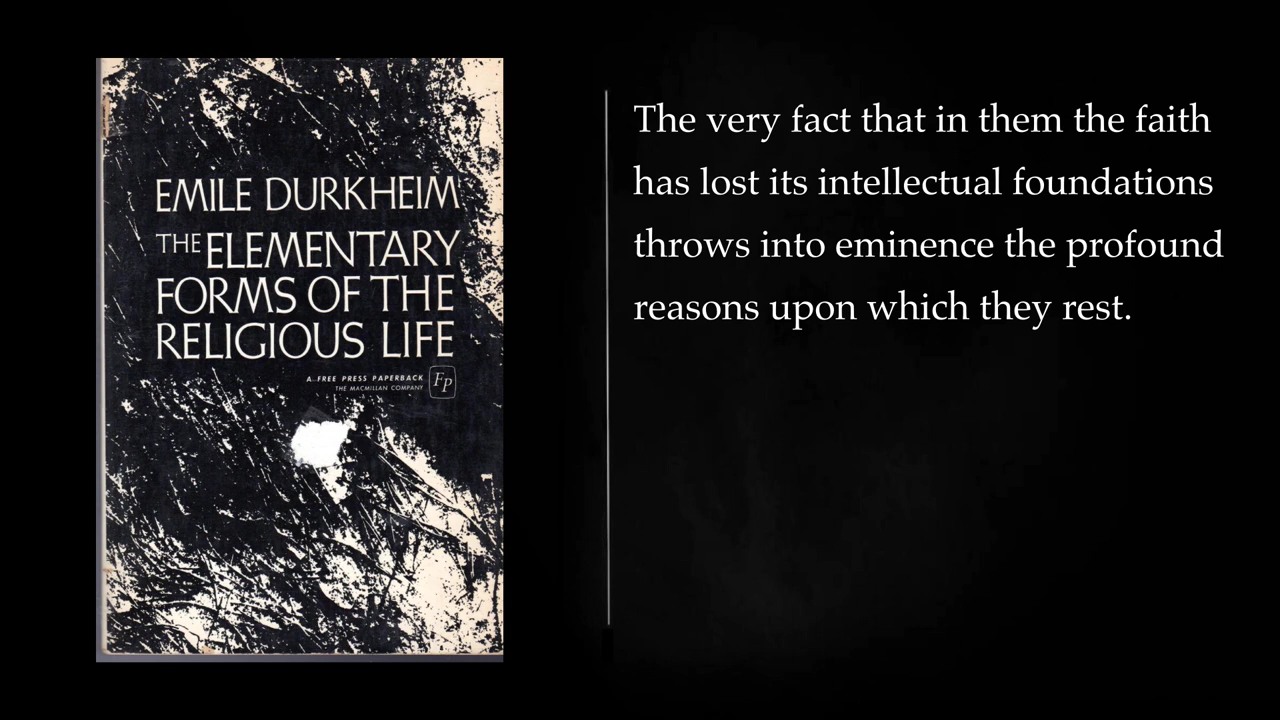 EMILE DURKHEIM
THE ELEMENTARY
FORMS OF THE
RELIGIOUS LIFE
A FREE PRESS PAPERBACK
THE MACMILLAN COMPANY
FP
The very fact that in them the faith
has lost its intellectual foundations
throws into eminence the profound
reasons upon which they rest.